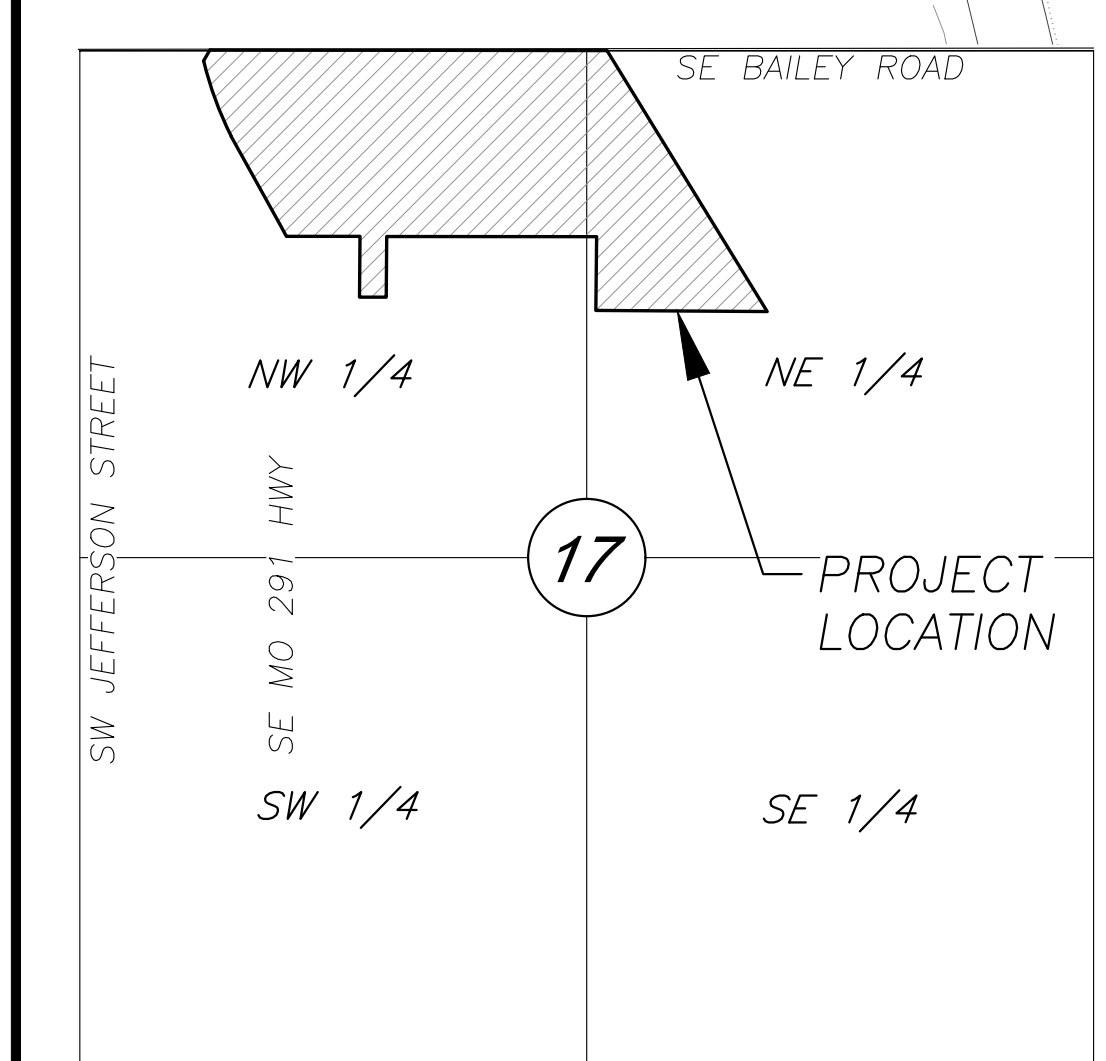 SE BAILEY ROAD
NW 1/4
NE 1/4
SW JEFFERSON STREET
SE MO 291 HWY
17
PROJECT
LOCATION
SW 1/4
SE 1/4